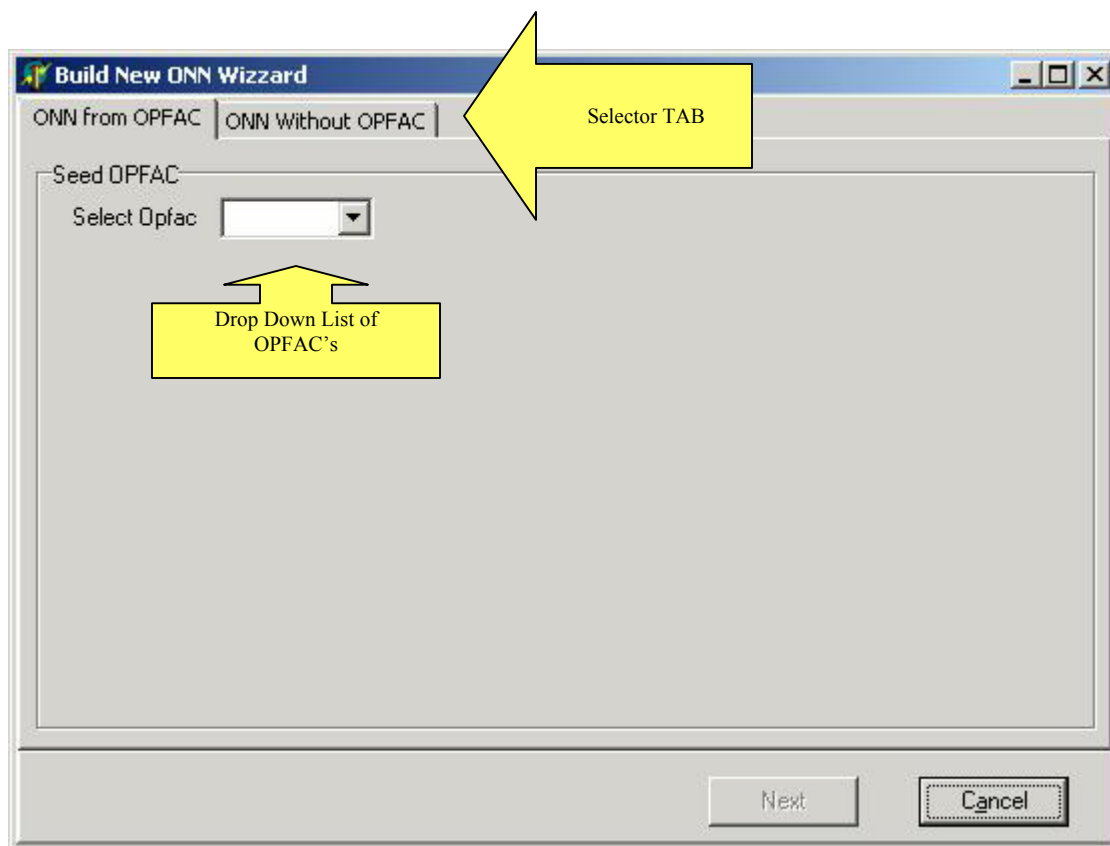 Build New ONN Wizzard
ONN from OPFAC
ONN Without OPFAC
Selector TAB
Seed OPFAC
Select Opfac
Drop Down List of
OPFAC’s
Next
Cancel